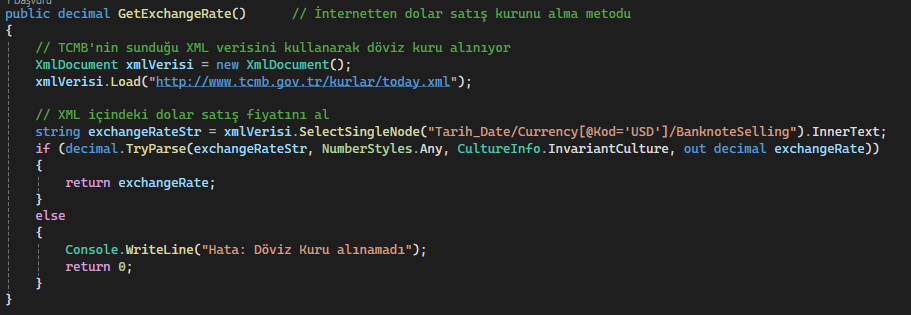 1 başvuru
public decimal GetExchangeRate()      // İnternetten dolar satış kurunu alma metodu
{
    // TCMB'nin sunduğu XML verisini kullanarak döviz kuru alınıyor
    XmlDocument xmlVerisi = new XmlDocument();
    xmlVerisi.Load("http://www.tcmb.gov.tr/kurlar/today.xml");

    // XML içindeki dolar satış fiyatını al
    string exchangeRateStr = xmlVerisi.SelectSingleNode("Tarih_Date/Currency[@Kod='USD']/BanknoteSelling").InnerText;
    if (decimal.TryParse(exchangeRateStr, NumberStyles.Any, CultureInfo.InvariantCulture, out decimal exchangeRate))
    {
        return exchangeRate;
    }
    else
    {
        Console.WriteLine("Hata: Döviz Kuru alınamadı");
        return 0;
    }
}